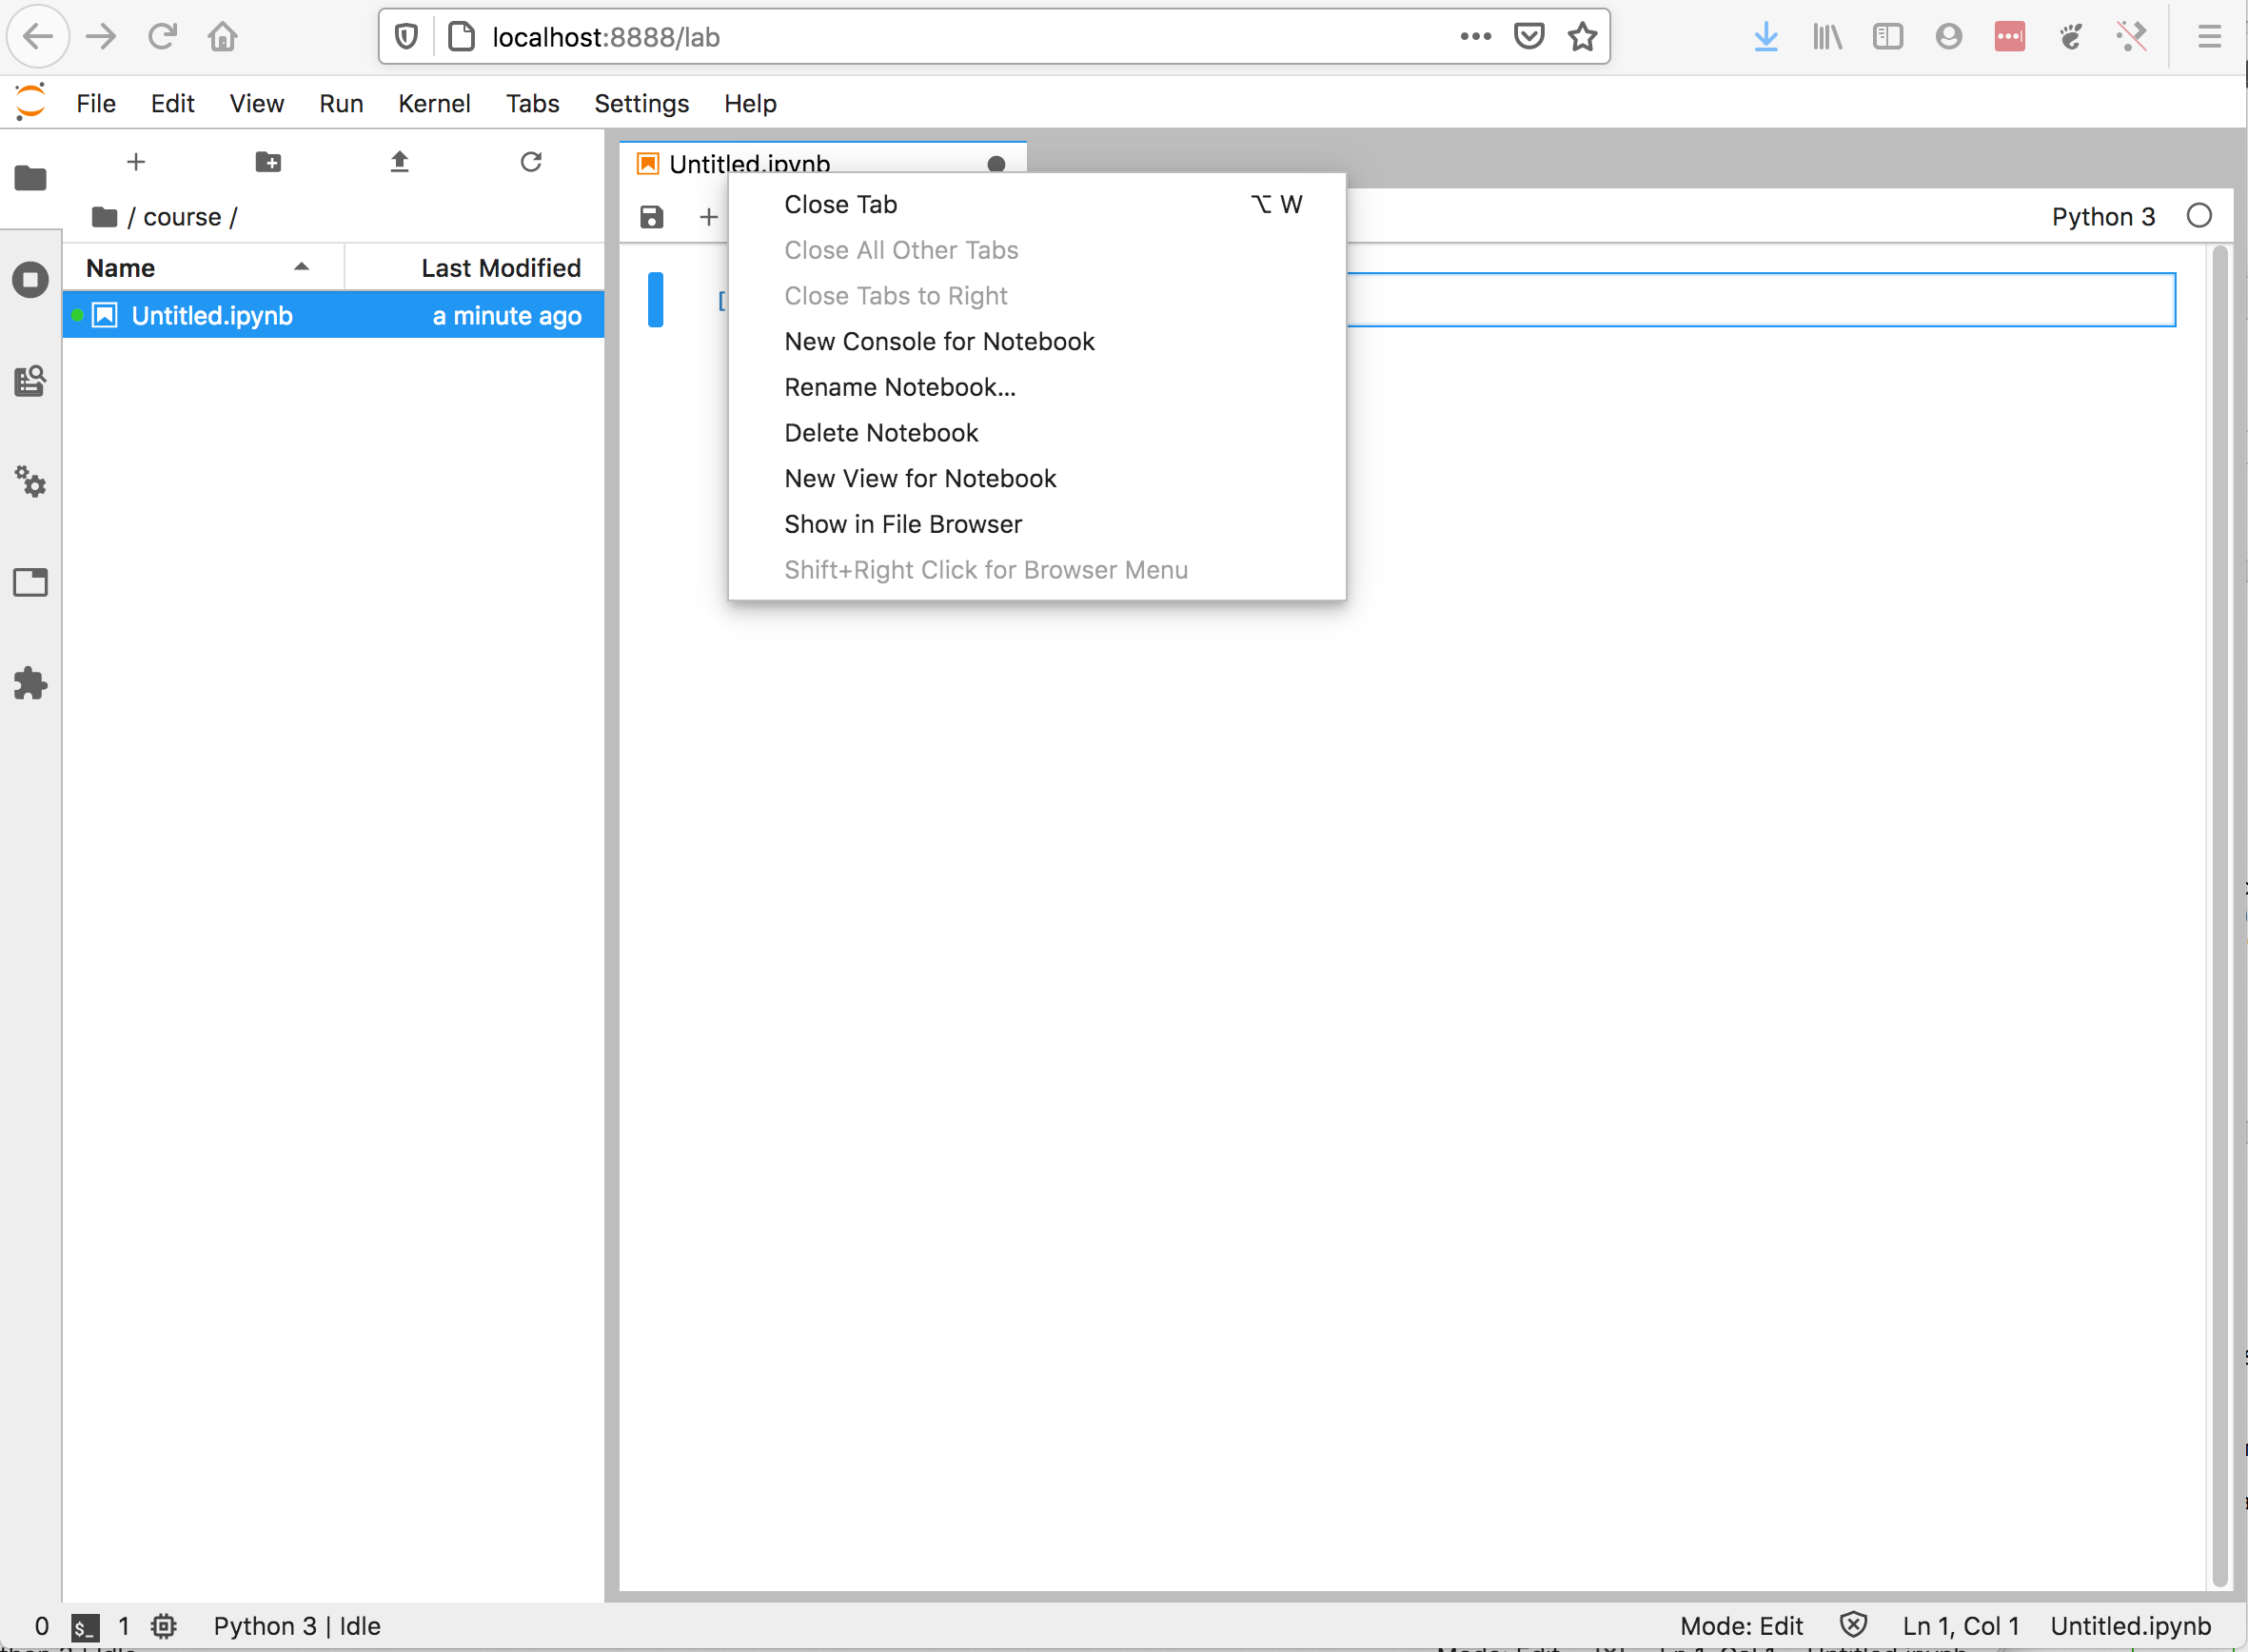 localhost:8888/lab
File Edit View Run Kernel Tabs Settings Help
Untitled.ipynb
/ course /
Name Last Modified
Untitled.ipynb a minute ago
Python 3
[
Close Tab ⌥ W
Close All Other Tabs
Close Tabs to Right
New Console for Notebook
Rename Notebook...
Delete Notebook
New View for Notebook
Show in File Browser
Shift+Right Click for Browser Menu
0 $_ 1 Python 3 | Idle Mode: Edit Ln 1, Col 1 Untitled.ipynb